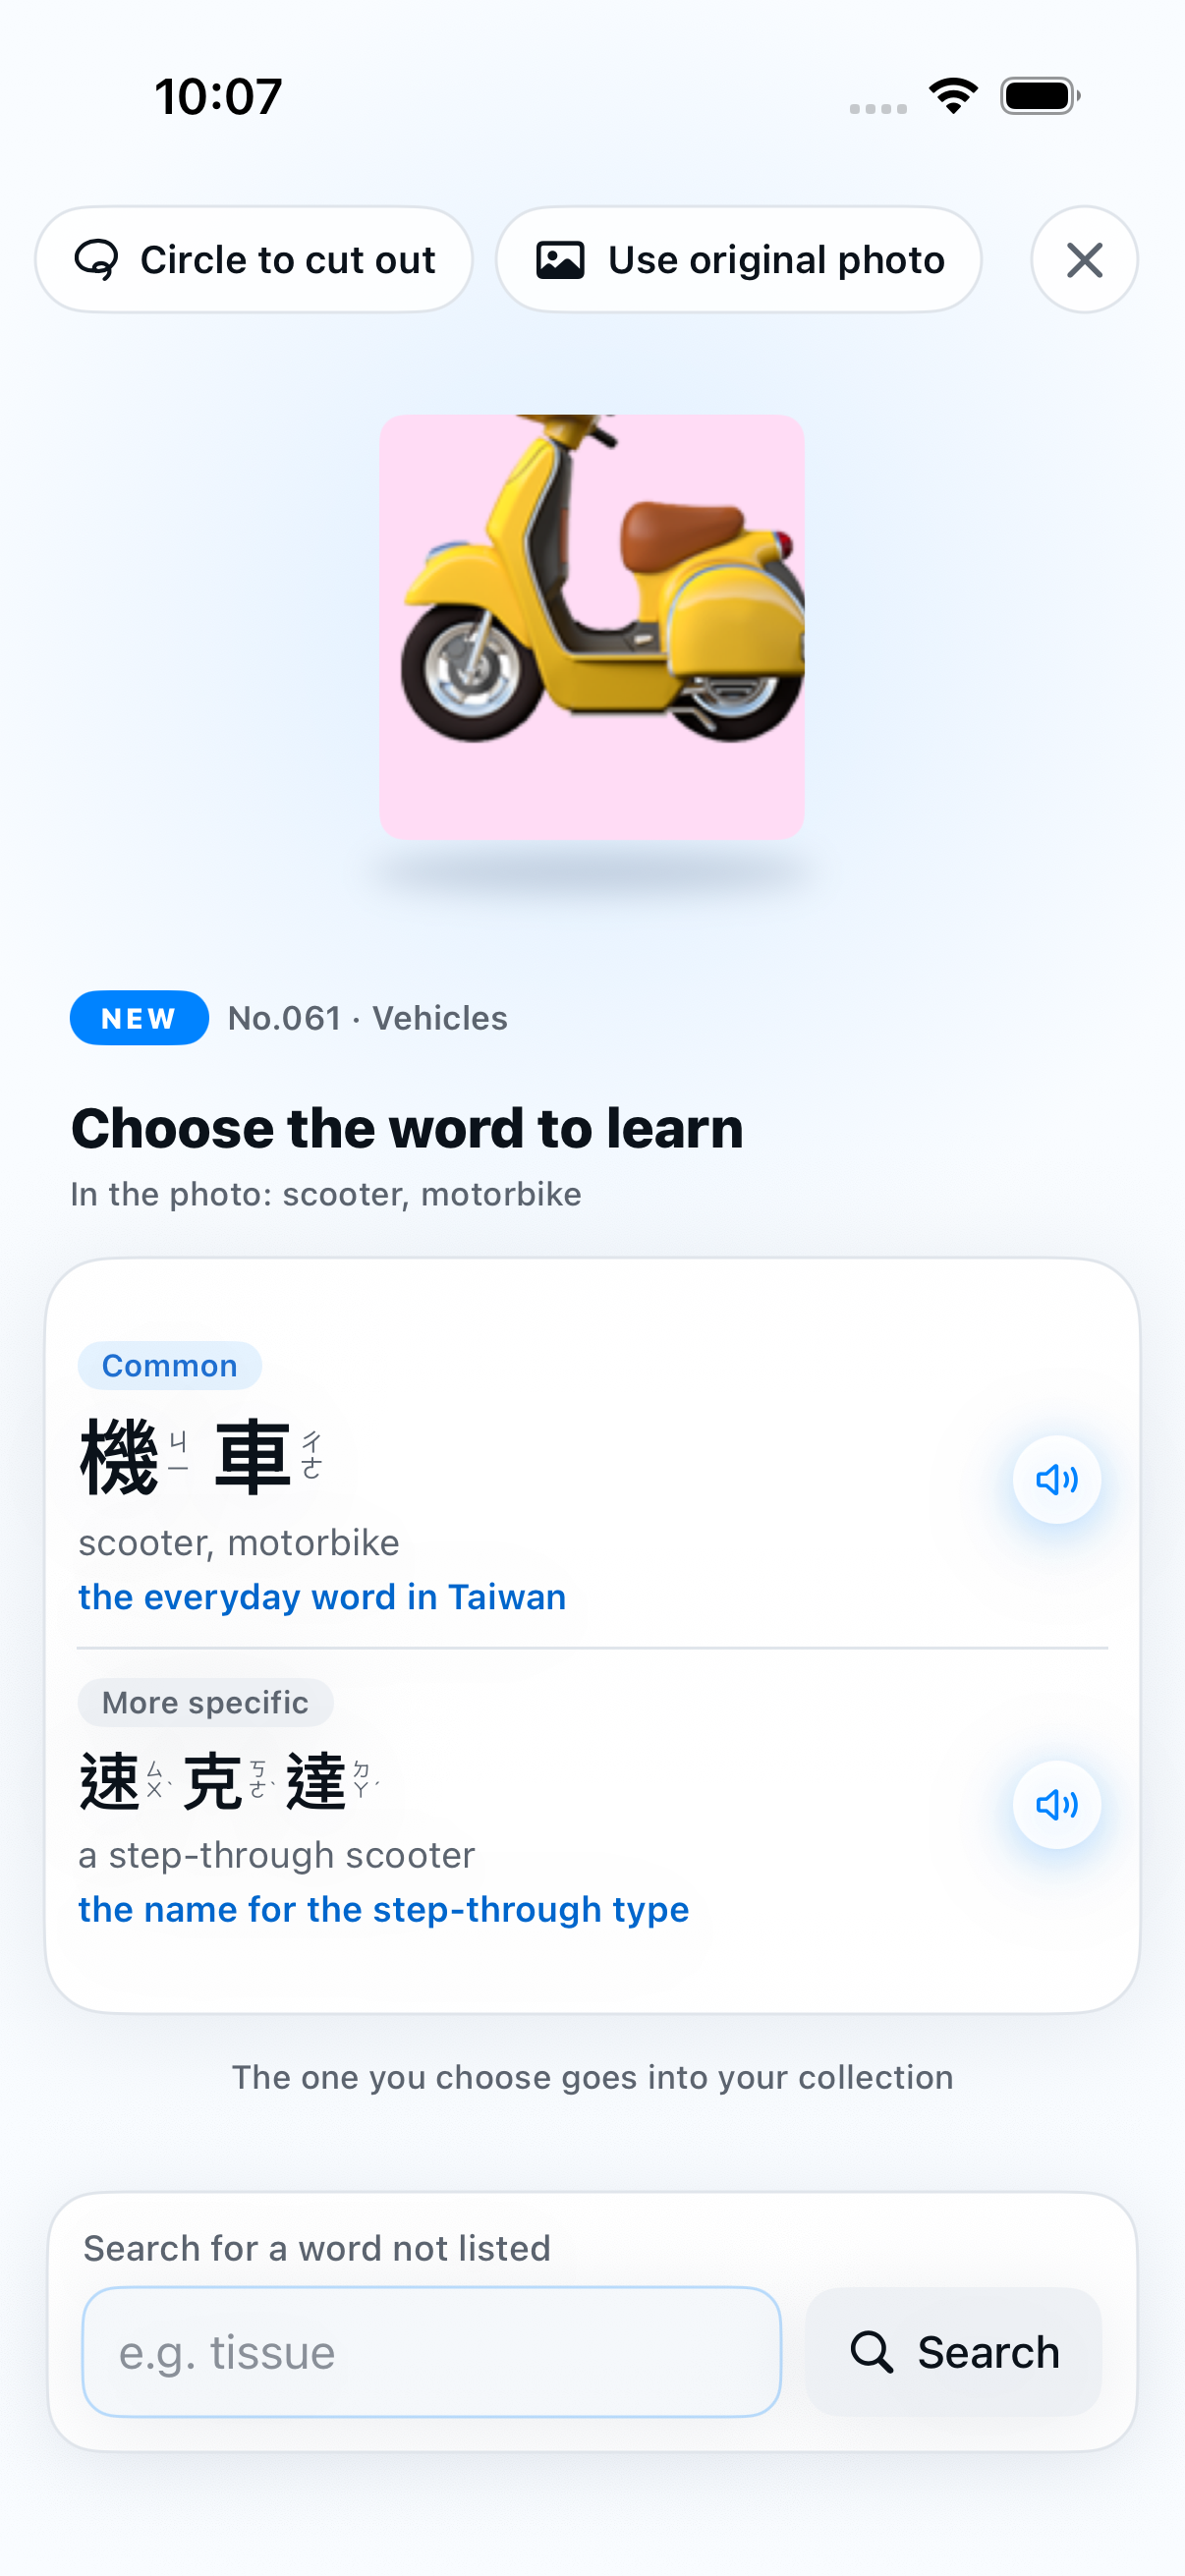 10:07
Circle to cut out
Use original photo
NEW No.061 · Vehicles
Choose the word to learn
In the photo: scooter, motorbike
Common
機ㄐㄧ 車ㄔㄜ
scooter, motorbike
the everyday word in Taiwan
More specific
速ㄙㄨˋ 克ㄎㄜˋ 達ㄉㄚˊ
a step-through scooter
the name for the step-through type
The one you choose goes into your collection
Search for a word not listed
e.g. tissue
Search